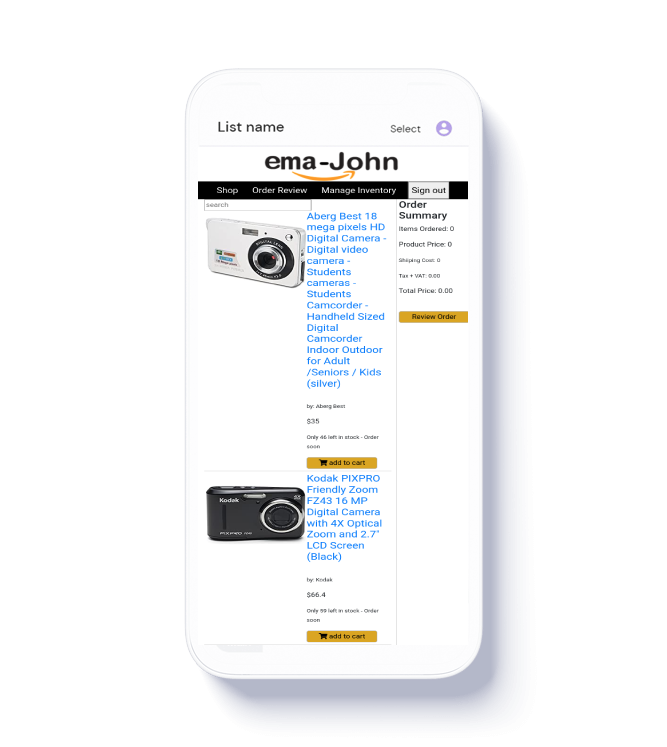 List name
Select
ema-John
Shop
Order Review
Manage Inventory
Sign out
search
Aberg Best 18
mega pixels HD
Digital Camera -
Digital video
camera -
Students
cameras -
Students
Camcorder -
Handheld Sized
Digital
Camcorder
Indoor Outdoor
for Adult
/Seniors / Kids
(silver)
by: Aberg Best
$35
Only 46 left in stock - Order
soon
add to cart
Kodak
PIXPRO
4X
Kodak PIXPRO
Friendly Zoom
FZ43 16 MP
Digital Camera
with 4X Optical
Zoom and 2.7"
LCD Screen
(Black)
by: Kodak
$66.4
Only 59 left in stock - Order
soon
add to cart
Order
Summary
Items Ordered: 0
Product Price: 0
Shiping Cost: 0
Tax + VAT: 0.00
Total Price: 0.00
Review Order